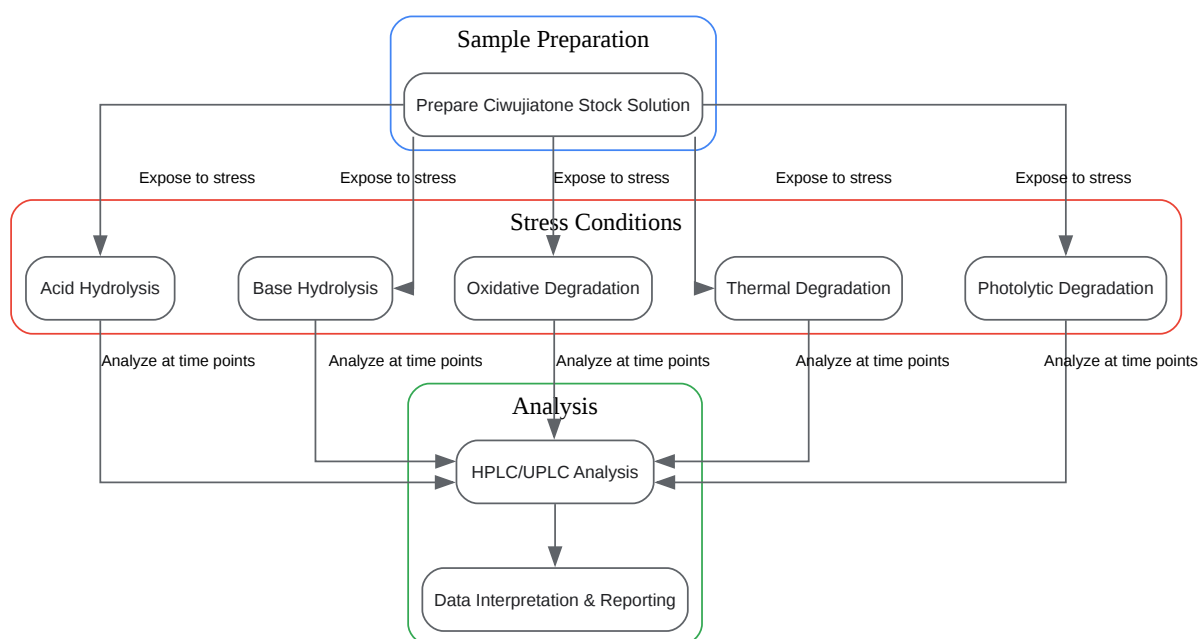 Sample Preparation
Prepare Ciwujiatone Stock Solution
Expose to stress
Expose to stress
Expose to stress
Expose to stress
Expose to stress
Stress Conditions
Acid Hydrolysis
Base Hydrolysis
Oxidative Degradation
Thermal Degradation
Photolytic Degradation
Analyze at time points
Analyze at time points
Analyze at time points
Analyze at time points
Analyze at time points
Analysis
HPLC/UPLC Analysis
Data Interpretation & Reporting